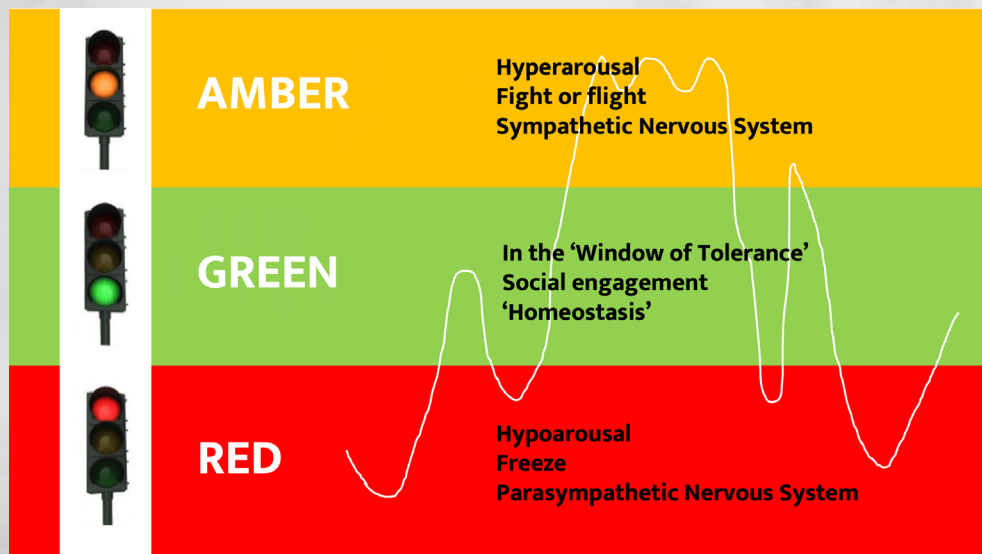 AMBER
Hyperarousal
Fight or flight
Sympathetic Nervous System
GREEN
In the ‘Window of Tolerance’
Social engagement
‘Homeostasis’
RED
Hypoarousal
Freeze
Parasympathetic Nervous System